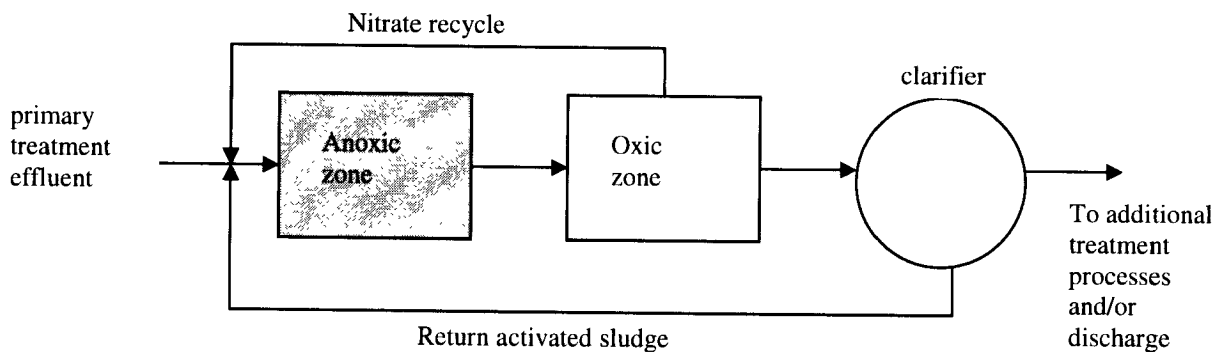 Nitrate recycle
clarifier
primary
treatment
effluent
Anoxic
zone
Oxic
zone
To additional
treatment
processes
and/or
discharge
Return activated sludge